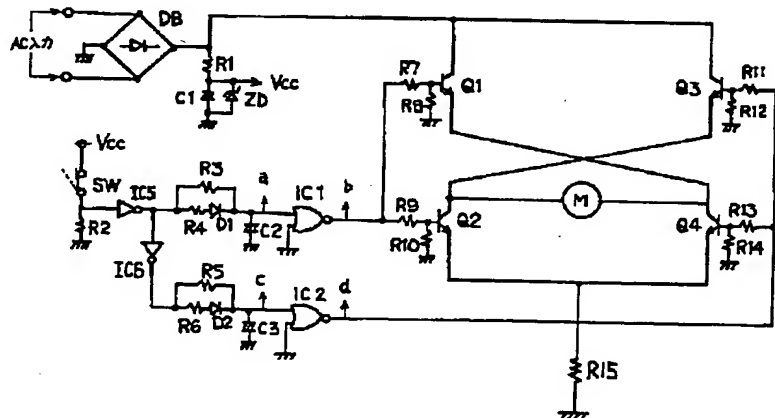 AC入力
DB
R1
Vcc
C1
ZD
R7
R8
Q1
Q3
R11
R12
Vcc
SW
R2
IC5
R3
R4
D1
a
C2
IC1
b
R9
R10
Q2
M
Q4
R13
R14
IC6
R5
R6
D2
c
C3
IC2
d
R15